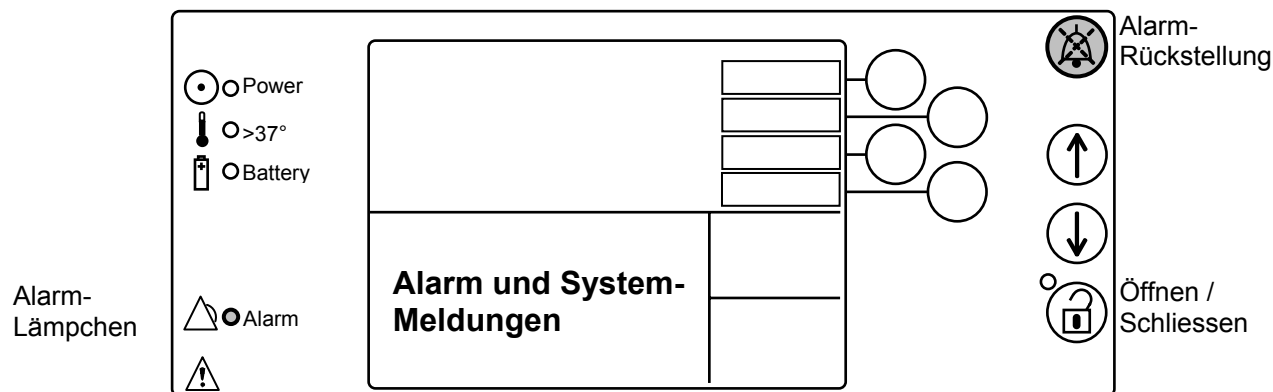 Alarm-
Rückstellung
Power
>37°
Battery
Alarm und System-
Meldungen
Alarm-
Lämpchen
Alarm
Öffnen /
Schliessen